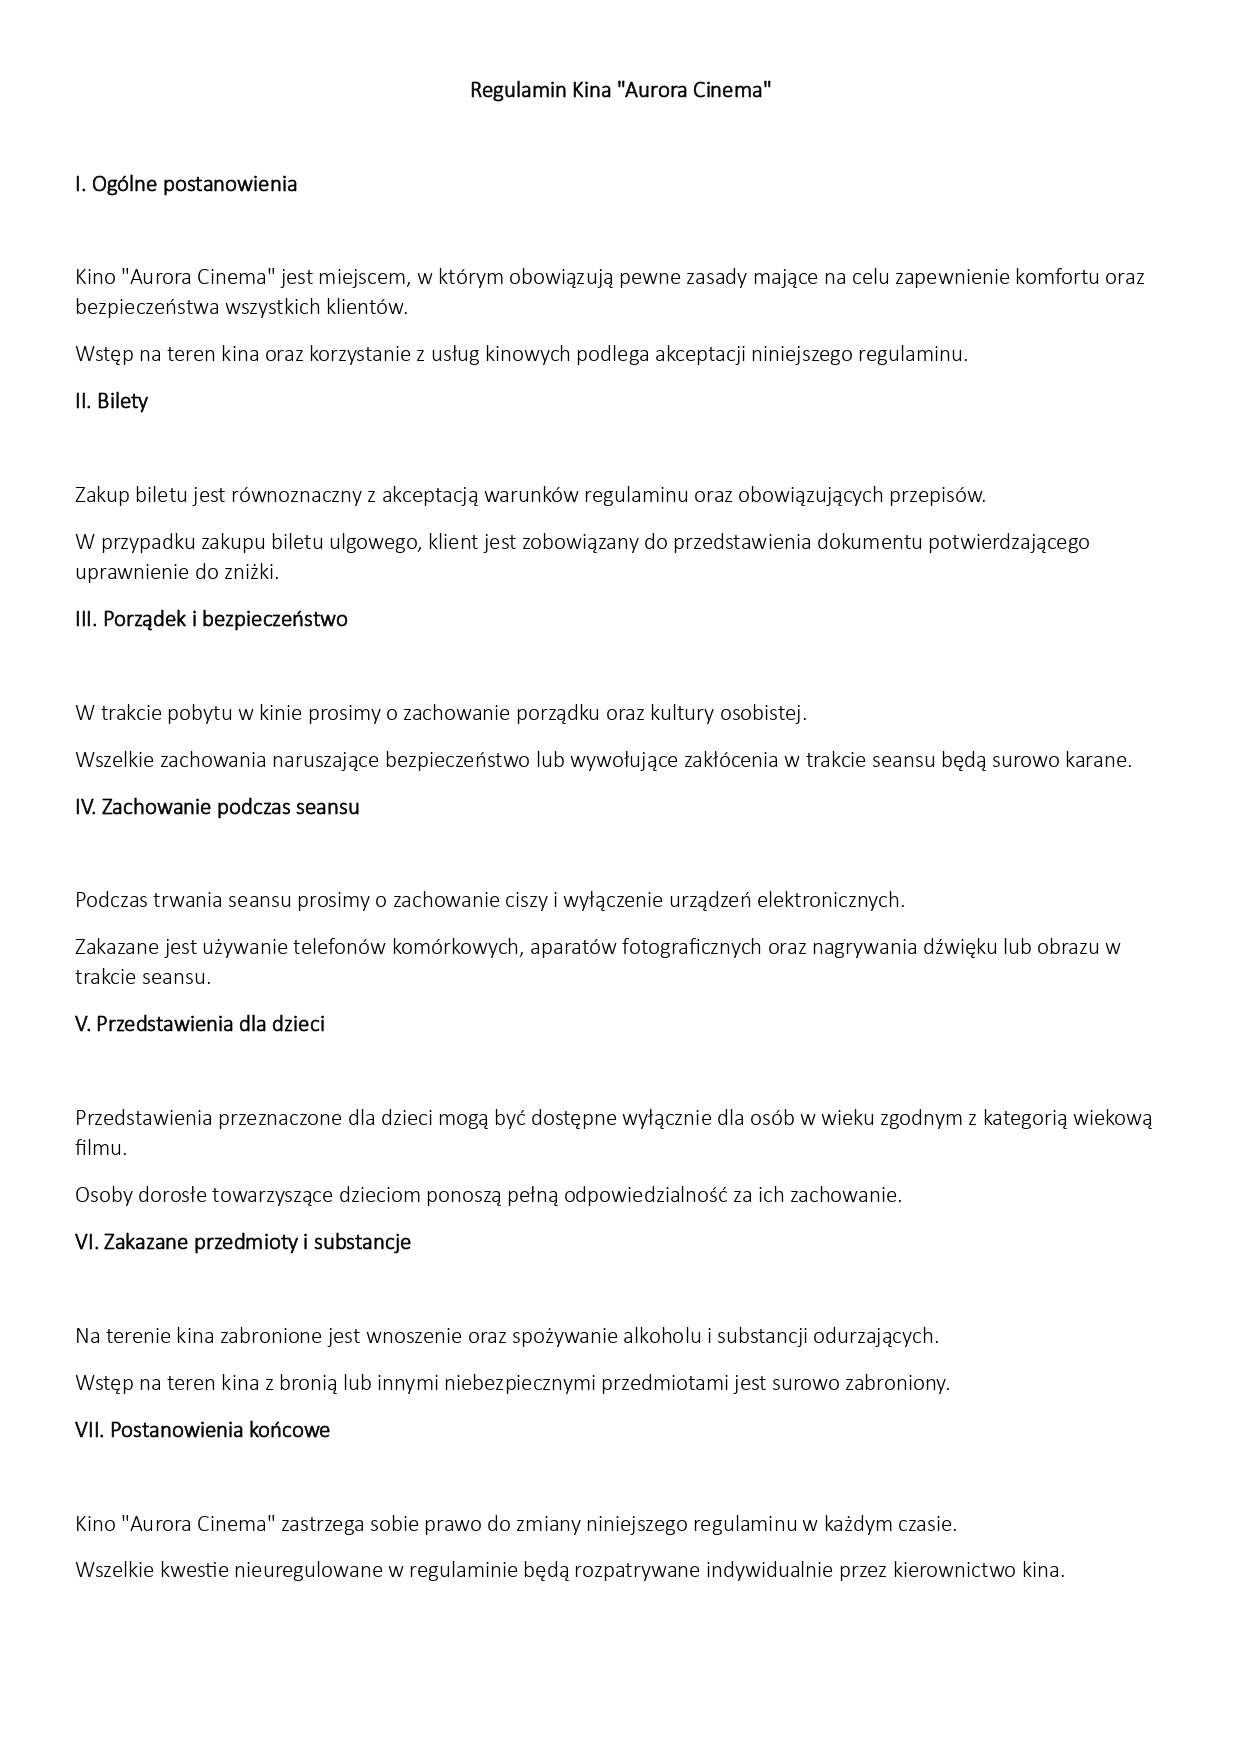 Regulamin Kina "Aurora Cinema"
I. Ogólne postanowienia
Kino "Aurora Cinema" jest miejscem, w którym obowiązują pewne zasady mające na celu zapewnienie komfortu oraz
bezpieczeństwa wszystkich klientów.
Wstęp na teren kina oraz korzystanie z usług kinowych podlega akceptacji niniejszego regulaminu.
II. Bilety
Zakup biletu jest równoznaczny z akceptacją warunków regulaminu oraz obowiązujących przepisów.
W przypadku zakupu biletu ulgowego, klient jest zobowiązany do przedstawienia dokumentu potwierdzającego
uprawnienie do zniżki.
III. Porządek i bezpieczeństwo
W trakcie pobytu w kinie prosimy o zachowanie porządku oraz kultury osobistej.
Wszelkie zachowania naruszające bezpieczeństwo lub wywołujące zakłócenia w trakcie seansu będą surowo karane.
IV. Zachowanie podczas seansu
Podczas trwania seansu prosimy o zachowanie ciszy i wyłączenie urządzeń elektronicznych.
Zakazane jest używanie telefonów komórkowych, aparatów fotograficznych oraz nagrywania dźwięku lub obrazu w
trakcie seansu.
V. Przedstawienia dla dzieci
Przedstawienia przeznaczone dla dzieci mogą być dostępne wyłącznie dla osób w wieku zgodnym z kategorią wiekową
filmu.
Osoby dorosłe towarzyszące dzieciom ponoszą pełną odpowiedzialność za ich zachowanie.
VI. Zakazane przedmioty i substancje
Na terenie kina zabronione jest wnoszenie oraz spożywanie alkoholu i substancji odurzających.
Wstęp na teren kina z bronią lub innymi niebezpiecznymi przedmiotami jest surowo zabroniony.
VII. Postanowienia końcowe
Kino "Aurora Cinema" zastrzega sobie prawo do zmiany niniejszego regulaminu w każdym czasie.
Wszelkie kwestie nieuregulowane w regulaminie będą rozpatrywane indywidualnie przez kierownictwo kina.